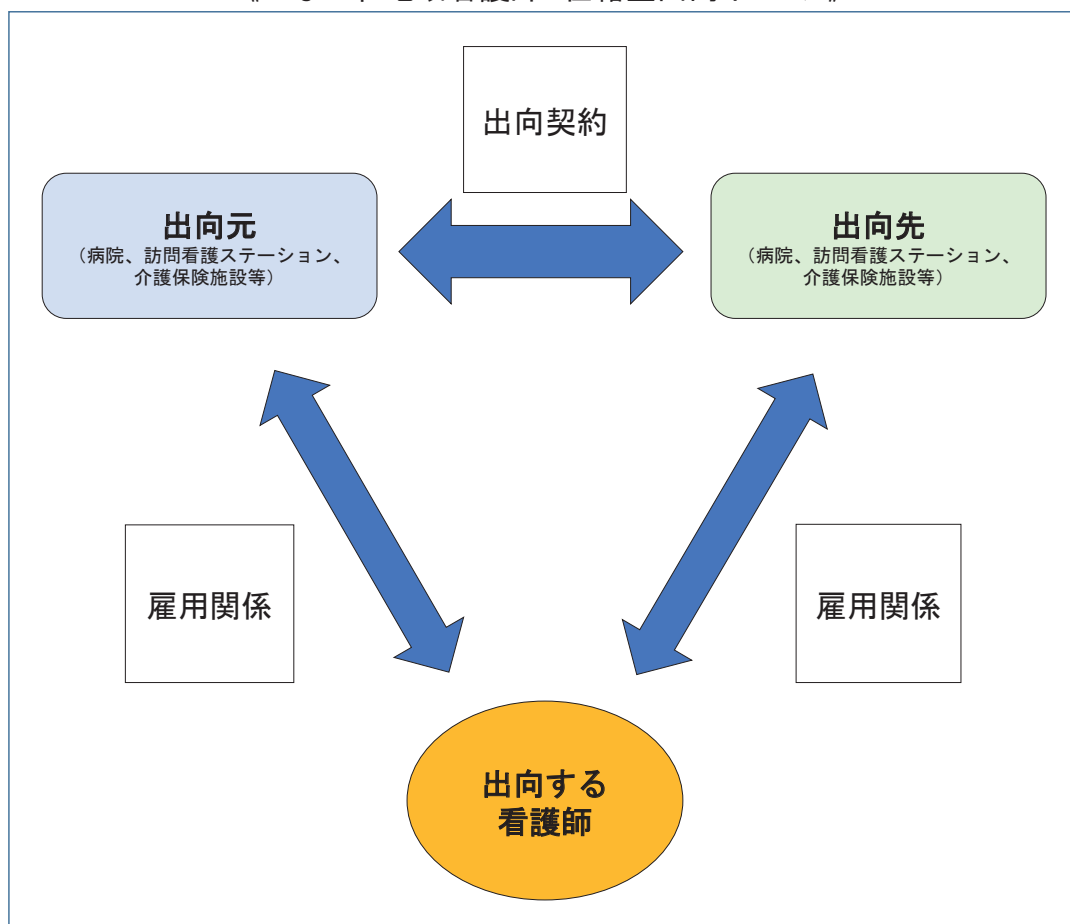 出向契約
出向元
（病院、訪問看護ステーション、
介護保険施設等）
出向先
（病院、訪問看護ステーション、
介護保険施設等）
雇用関係
雇用関係
出向する
看護師